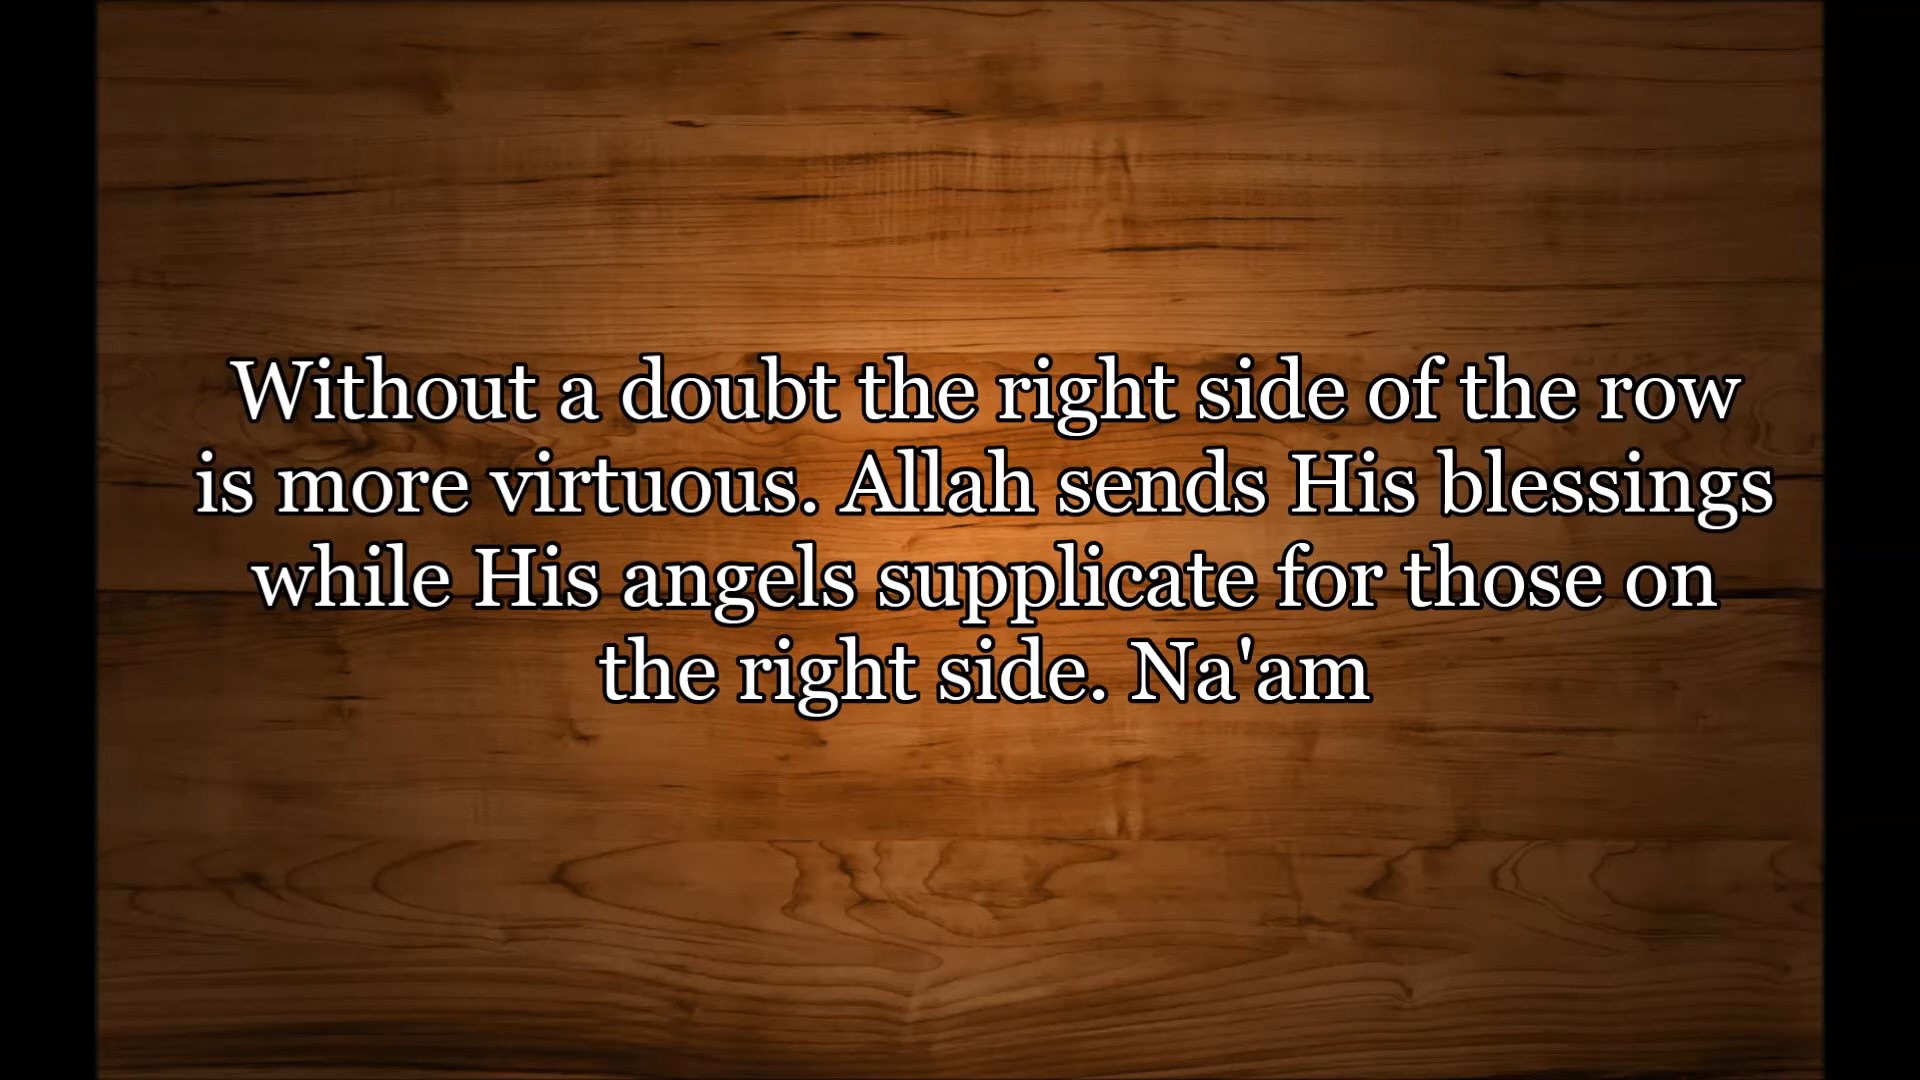 Without a doubt the right side of the row
is more virtuous. Allah sends His blessings
while His angels supplicate for those on
the right side. Na'am